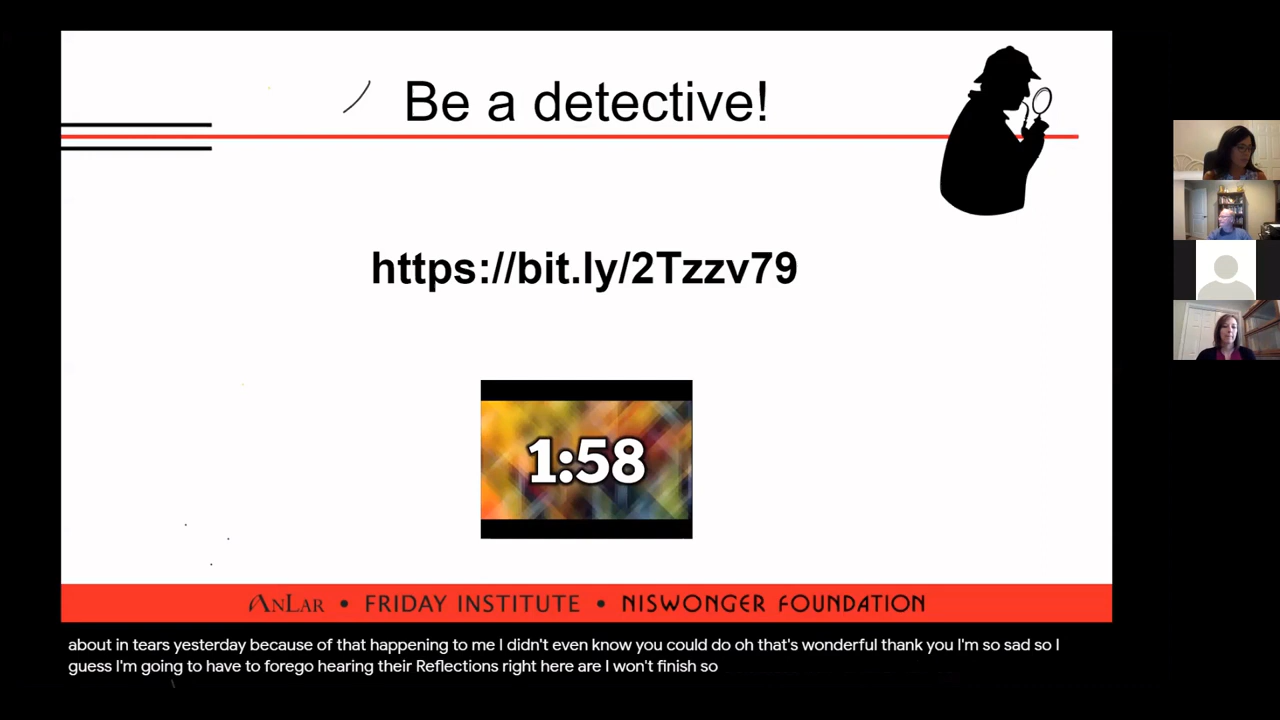 Be a detective!
https://bit.ly/2Tzzv79
1:58
ANLAR • FRIDAY INSTITUTE • NISWONGER FOUNDATION
about in tears yesterday because of that happening to me I didn't even know you could do oh that's wonderful thank you I'm so sad so I
guess I'm going to have to forego hearing their Reflections right here are I won't finish so